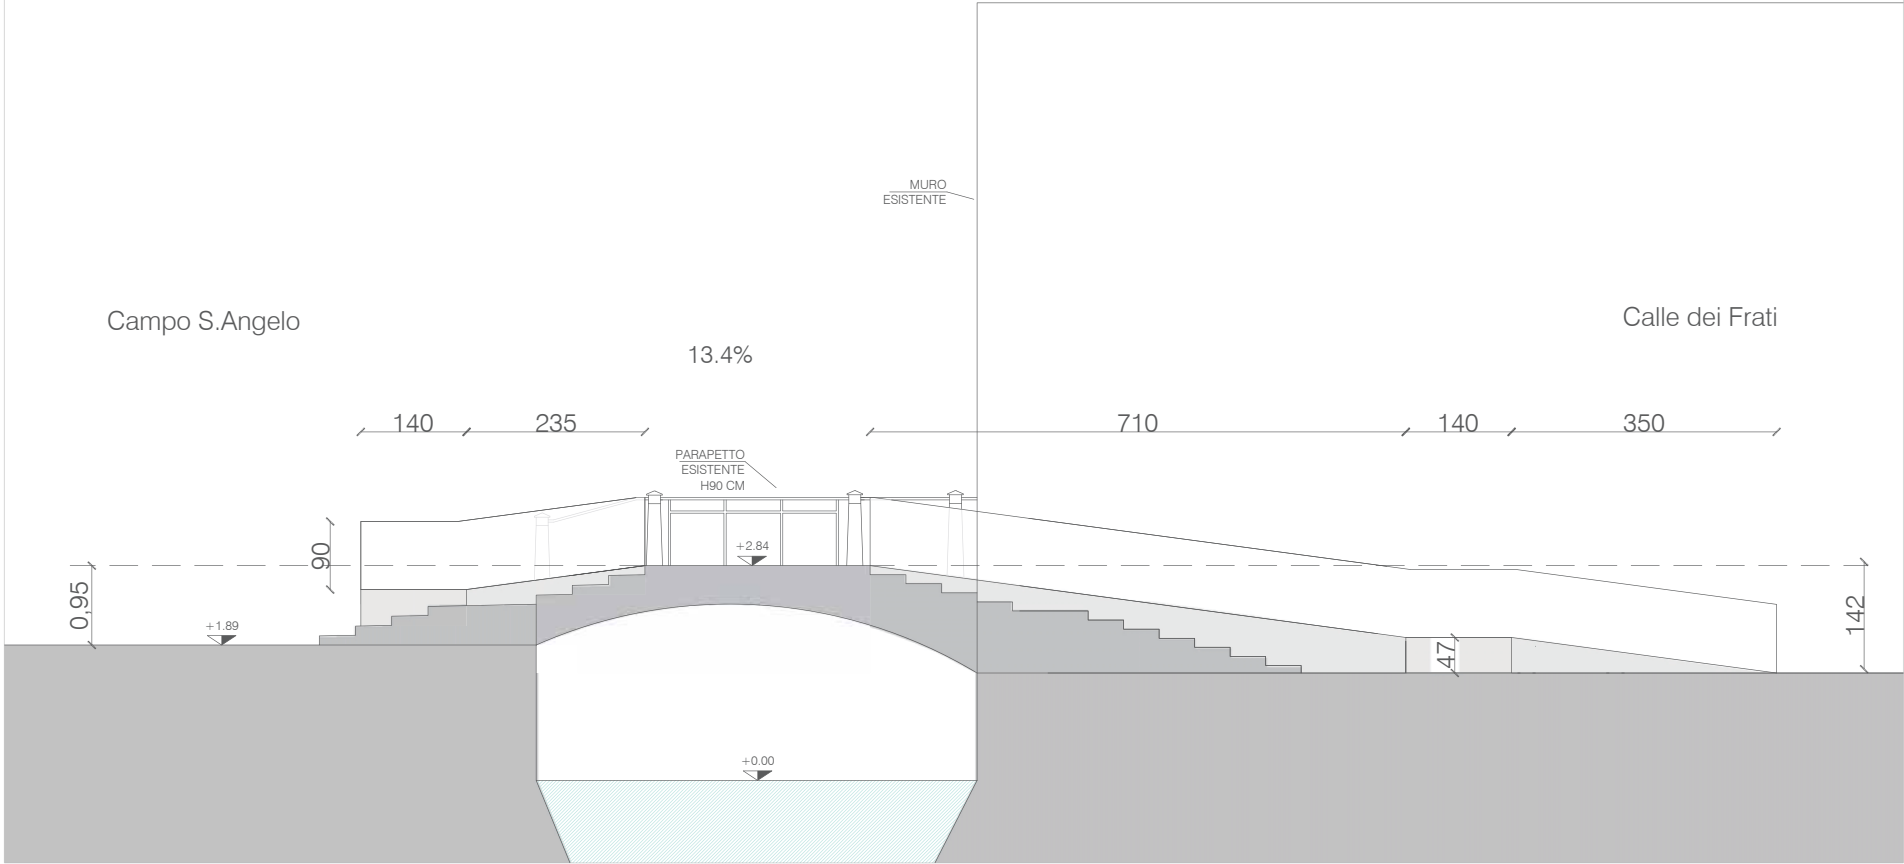 MURO
ESISTENTE
Campo S.Angelo
Calle dei Frati
13.4%
140
235
710
140
350
PARAPETTO
ESISTENTE
H90 CM
90
+2.84
0,95
+1.89
142
47
+0.00